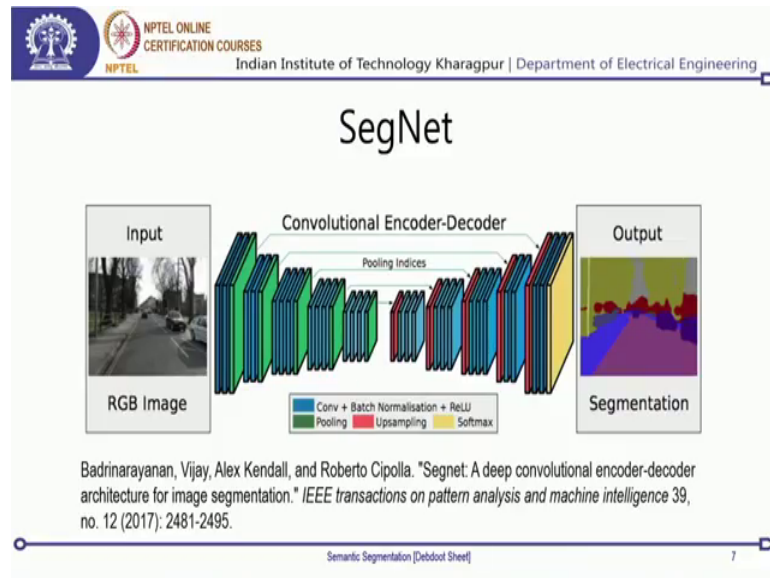 NPTEL ONLINE
CERTIFICATION COURSES
NPTEL
Indian Institute of Technology Kharagpur | Department of Electrical Engineering
SegNet
Input
Convolutional Encoder-Decoder
Output
Pooling Indices
RGB Image
Segmentation
Conv + Batch Normalisation + ReLU
Pooling Upsampling Softmax
Badrinarayanan, Vijay, Alex Kendall, and Roberto Cipolla. "Segnet: A deep convolutional encoder-decoder
architecture for image segmentation." IEEE transactions on pattern analysis and machine intelligence 39,
no. 12 (2017): 2481-2495.
Semantic Segmentation [Debdoot Sheet]
7